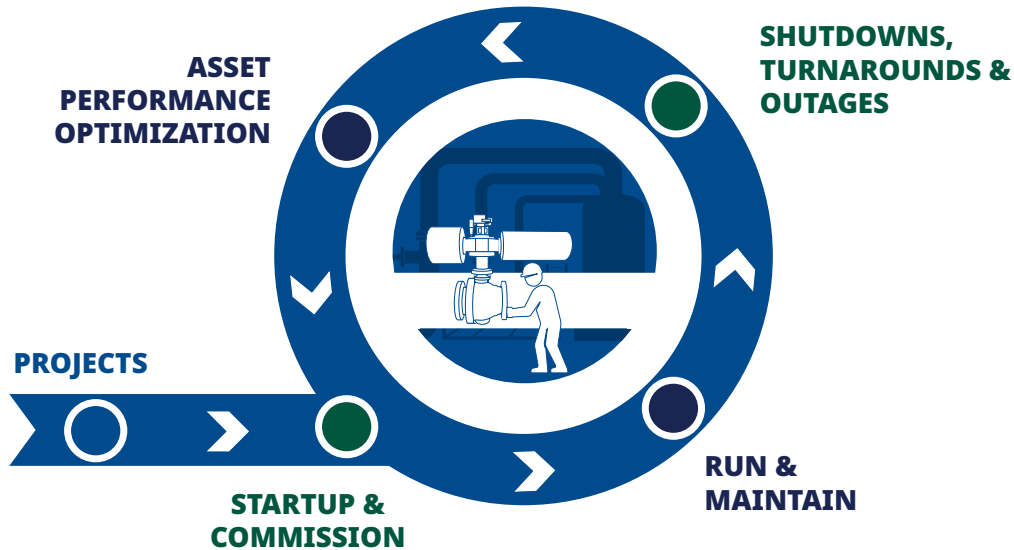 ASSET
PERFORMANCE
OPTIMIZATION
SHUTDOWNS,
TURNAROUNDS &
OUTAGES
PROJECTS
STARTUP &
COMMISSION
RUN &
MAINTAIN